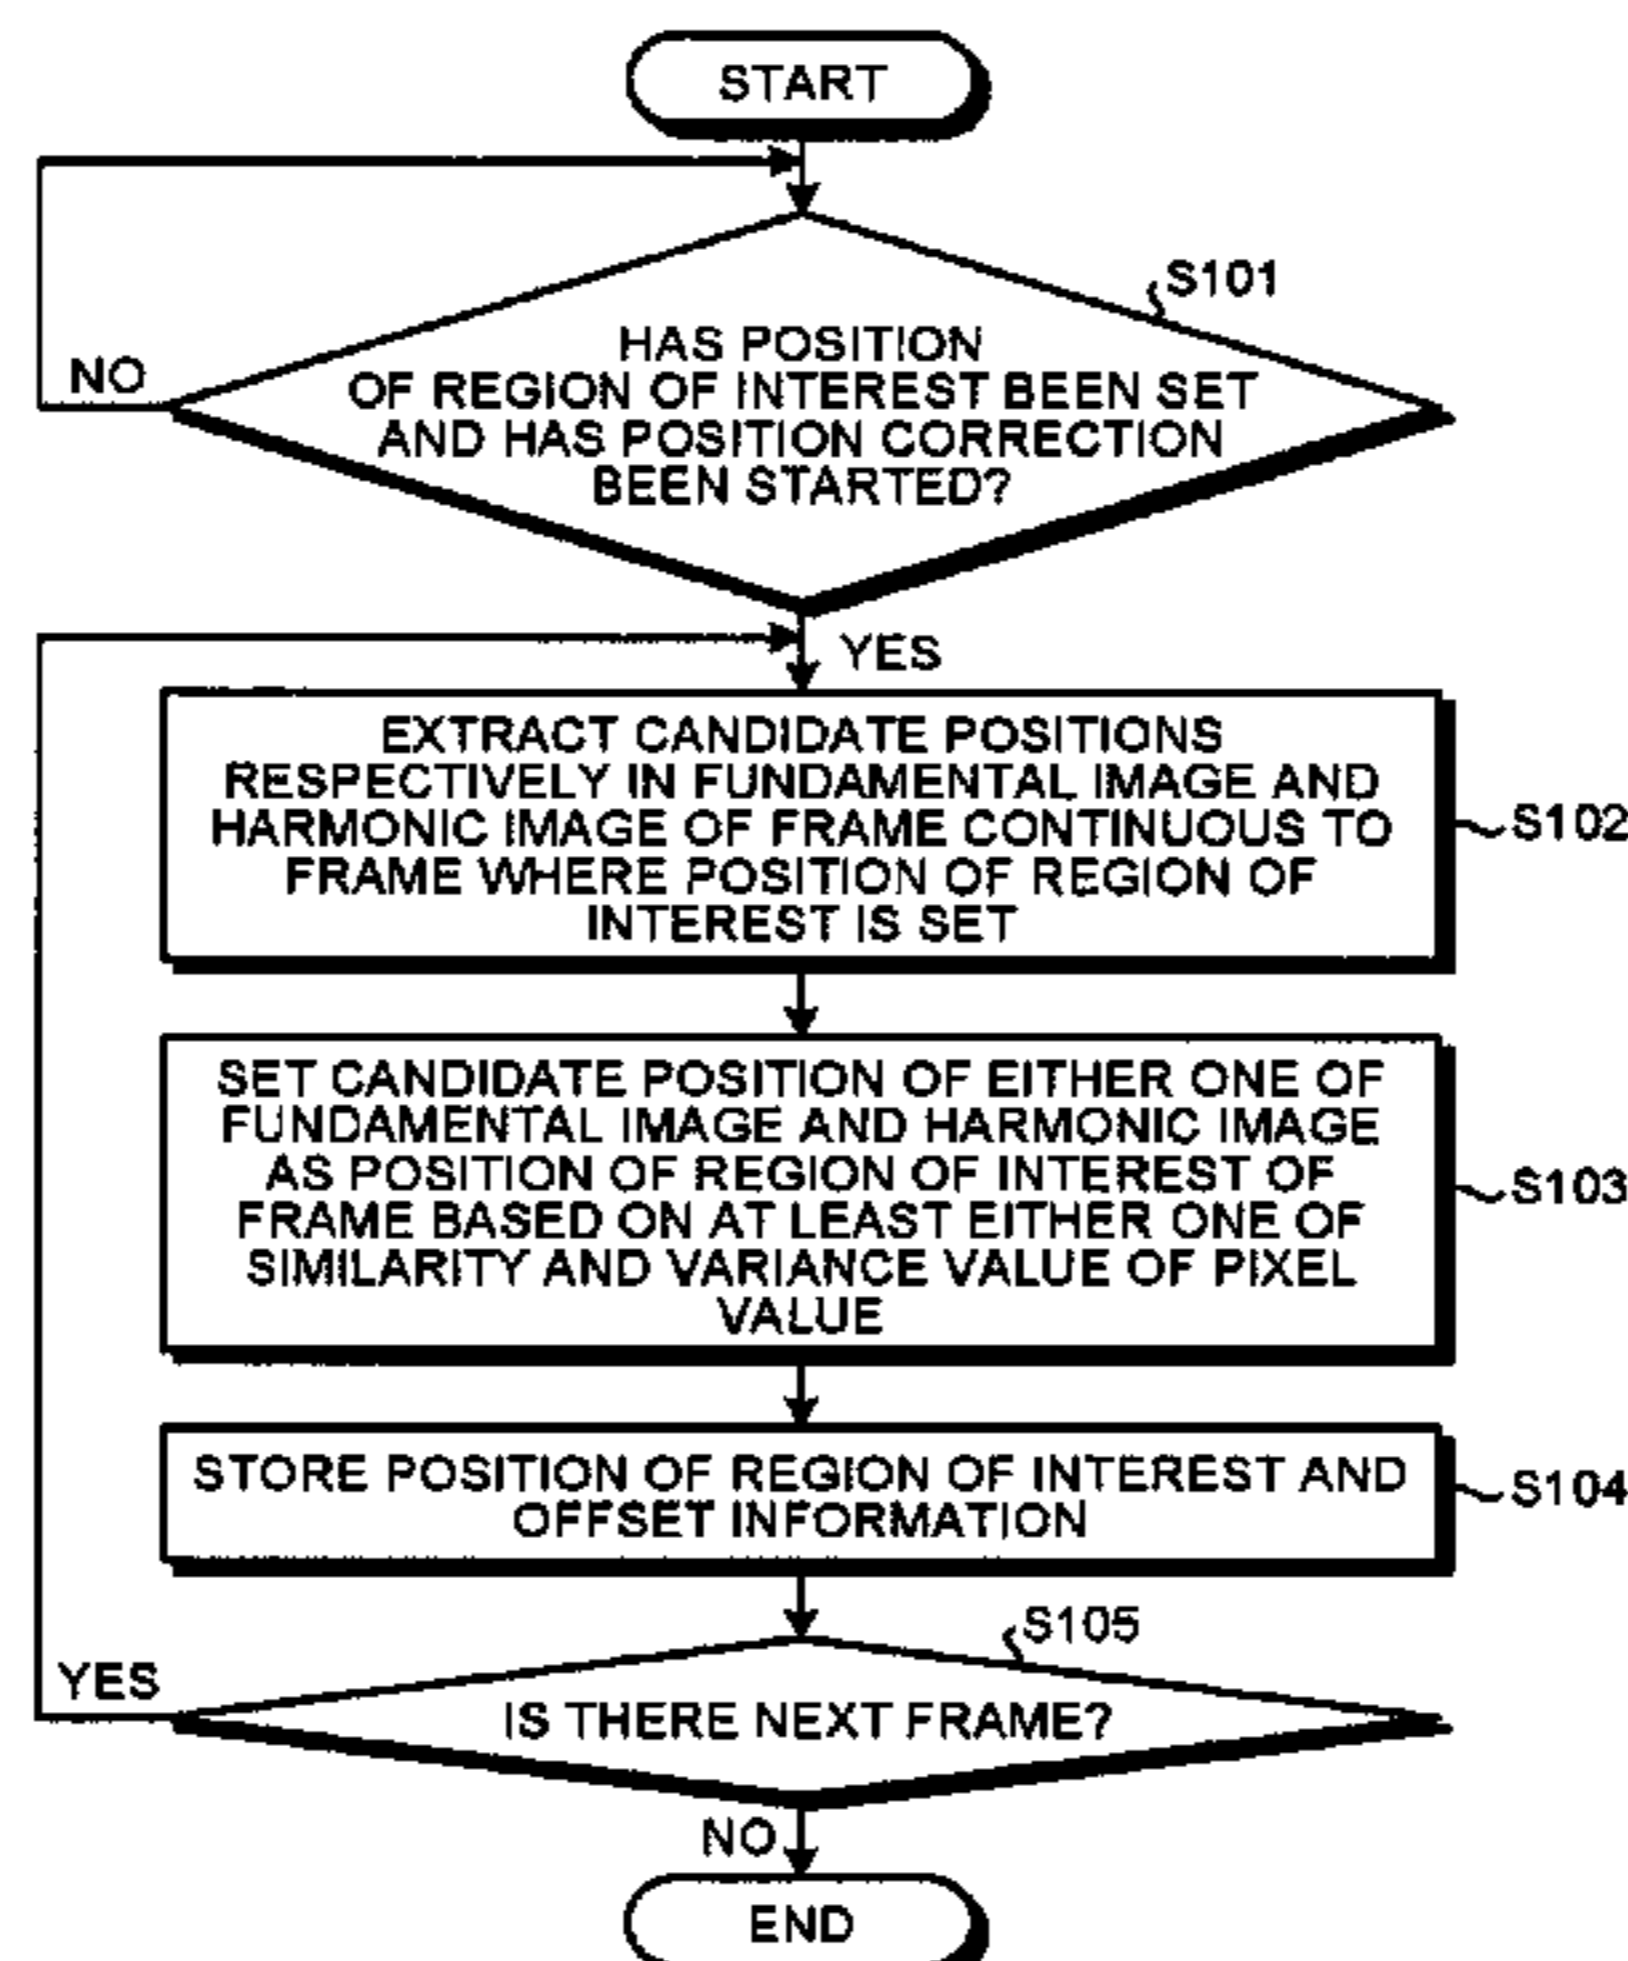 START
S101
HAS POSITION
OF REGION OF INTEREST BEEN SET
AND HAS POSITION CORRECTION
BEEN STARTED?
NO
YES
EXTRACT CANDIDATE POSITIONS
RESPECTIVELY IN FUNDAMENTAL IMAGE AND
HARMONIC IMAGE OF FRAME CONTINUOUS TO
FRAME WHERE POSITION OF REGION OF
INTEREST IS SET
S102
SET CANDIDATE POSITION OF EITHER ONE OF
FUNDAMENTAL IMAGE AND HARMONIC IMAGE
AS POSITION OF REGION OF INTEREST OF
FRAME BASED ON AT LEAST EITHER ONE OF
SIMILARITY AND VARIANCE VALUE OF PIXEL
VALUE
S103
STORE POSITION OF REGION OF INTEREST AND
OFFSET INFORMATION
S104
S105
YES
IS THERE NEXT FRAME?
NO
END